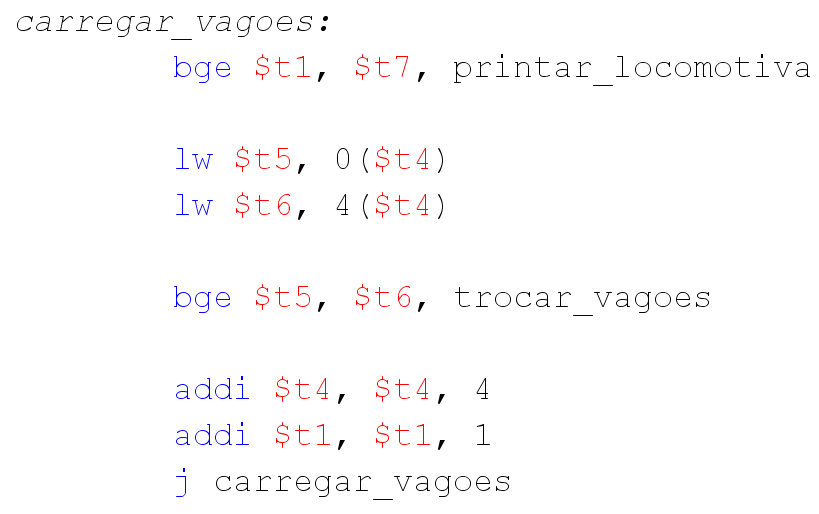 carregar_vagoes:
bge $t1, $t7, printar_locomotiva
lw $t5, 0($t4)
lw $t6, 4($t4)
bge $t5, $t6, trocar_vagoes
addi $t4, $t4, 4
addi $t1, $t1, 1
j carregar_vagoes